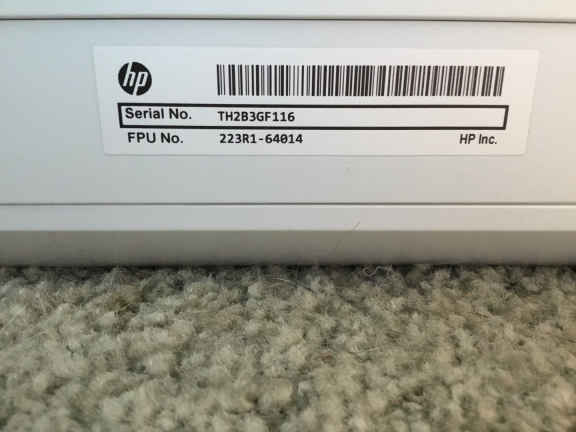 hp
Serial No. TH2B3GF116
FPU No. 223R1-64014 HP Inc.